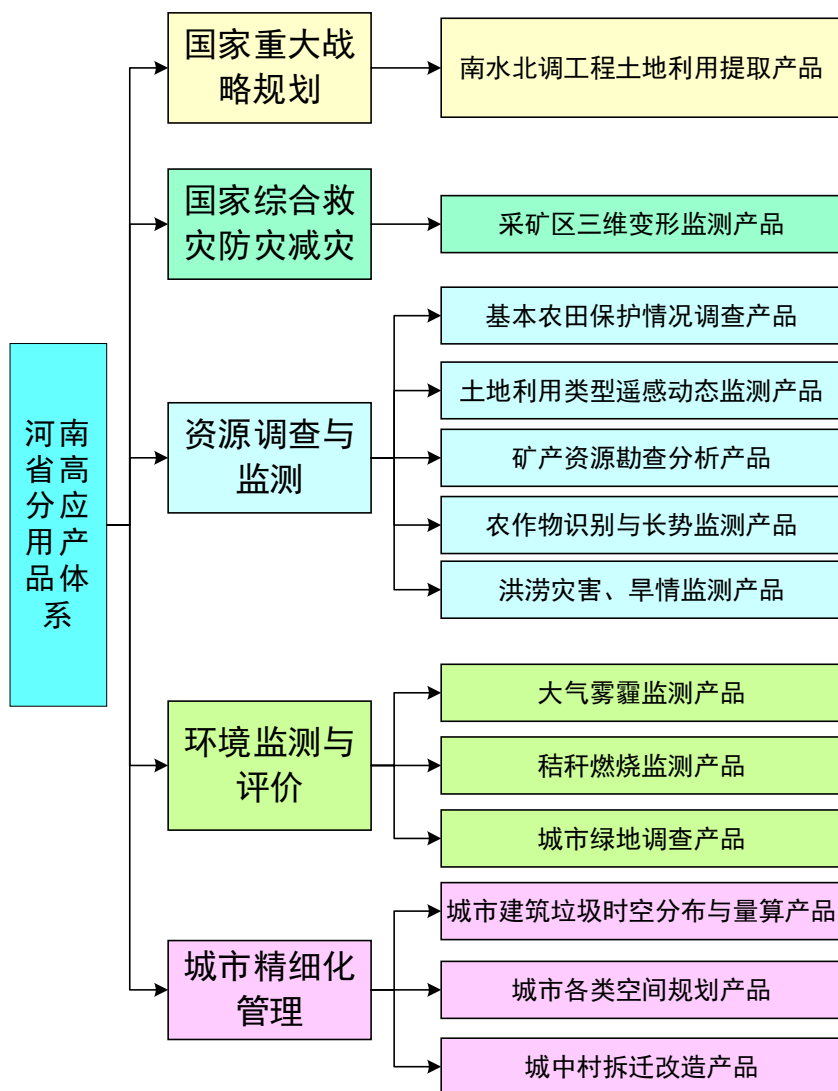 国家重大战
略规划
南水北调工程土地利用提取产品
国家综合救
灾防灾减灾
采矿区三维变形监测产品
河南
省高
分应
用产
品体
系
资源调查与
监测
基本农田保护情况调查产品
土地利用类型遥感动态监测产品
矿产资源勘查分析产品
农作物识别与长势监测产品
洪涝灾害、旱情监测产品
环境监测与
评价
大气雾霾监测产品
秸秆燃烧监测产品
城市绿地调查产品
城市精细化
管理
城市建筑垃圾时空分布与量算产品
城市各类空间规划产品
城中村拆迁改造产品